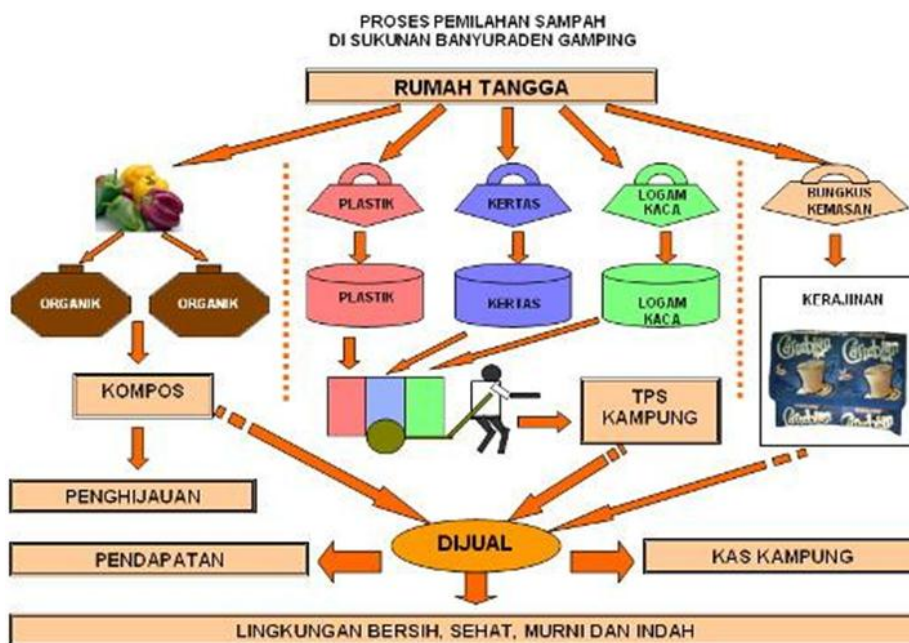 PROSES PEMILAHAN SAMPAH
DI SUKUNAN BANYURADEN GAMPING
RUMAH TANGGA
PLASTIK
KERTAS
LOGAM
KACA
BUNGKUS
KEMASAN
ORGANIK
ORGANIK
PLASTIK
KERTAS
LOGAM
KACA
KERAJINAN
KOMPOS
TPS
KAMPUNG
PENGHIJAUAN
DIJUAL
PENDAPATAN
KAS KAMPUNG
LINGKUNGAN BERSIH, SEHAT, MURNI DAN INDAH